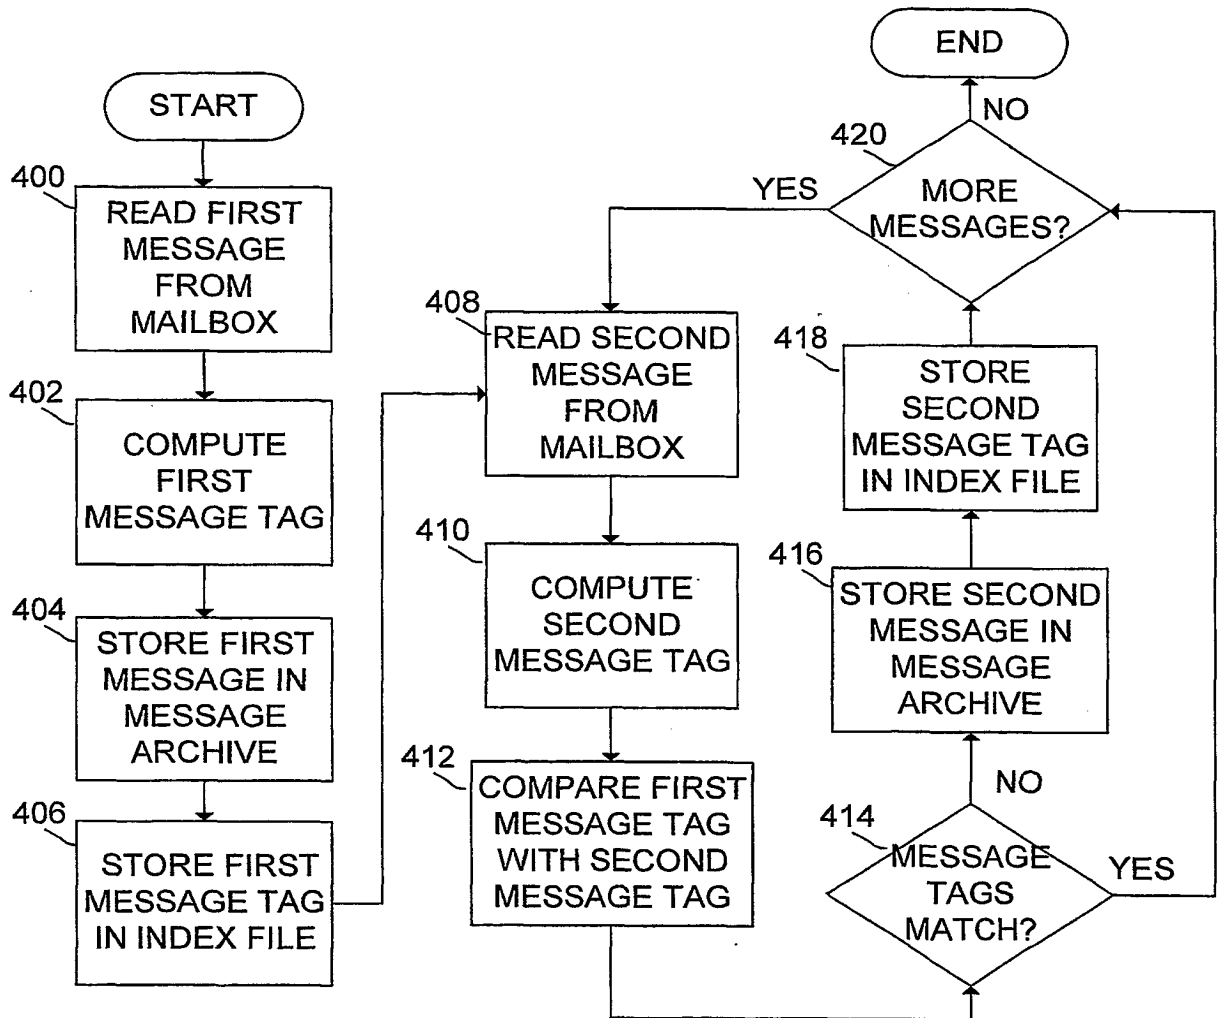 START
400
READ FIRST
MESSAGE
FROM
MAILBOX
402
COMPUTE
FIRST
MESSAGE TAG
404
STORE FIRST
MESSAGE IN
MESSAGE
ARCHIVE
406
STORE FIRST
MESSAGE TAG
IN INDEX FILE
408
READ SECOND
MESSAGE
FROM
MAILBOX
410
COMPUTE
SECOND
MESSAGE TAG
412
COMPARE FIRST
MESSAGE TAG
WITH SECOND
MESSAGE TAG
414
MESSAGE
TAGS
MATCH?
YES
NO
416
STORE SECOND
MESSAGE IN
MESSAGE
ARCHIVE
418
STORE
SECOND
MESSAGE TAG
IN INDEX FILE
420
MORE
MESSAGES?
YES
NO
END